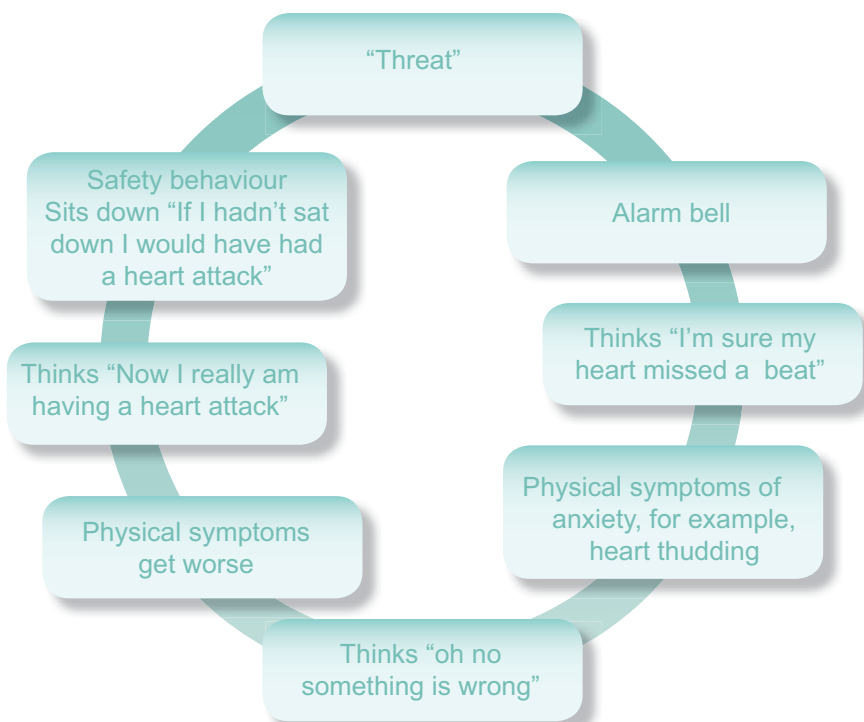 “Threat”
Alarm bell
Thinks “I’m sure my
heart missed a beat”
Physical symptoms of
anxiety, for example,
heart thudding
Thinks “oh no
something is wrong”
Physical symptoms
get worse
Thinks “Now I really am
having a heart attack”
Safety behaviour
Sits down “If I hadn’t sat
down I would have had
a heart attack”